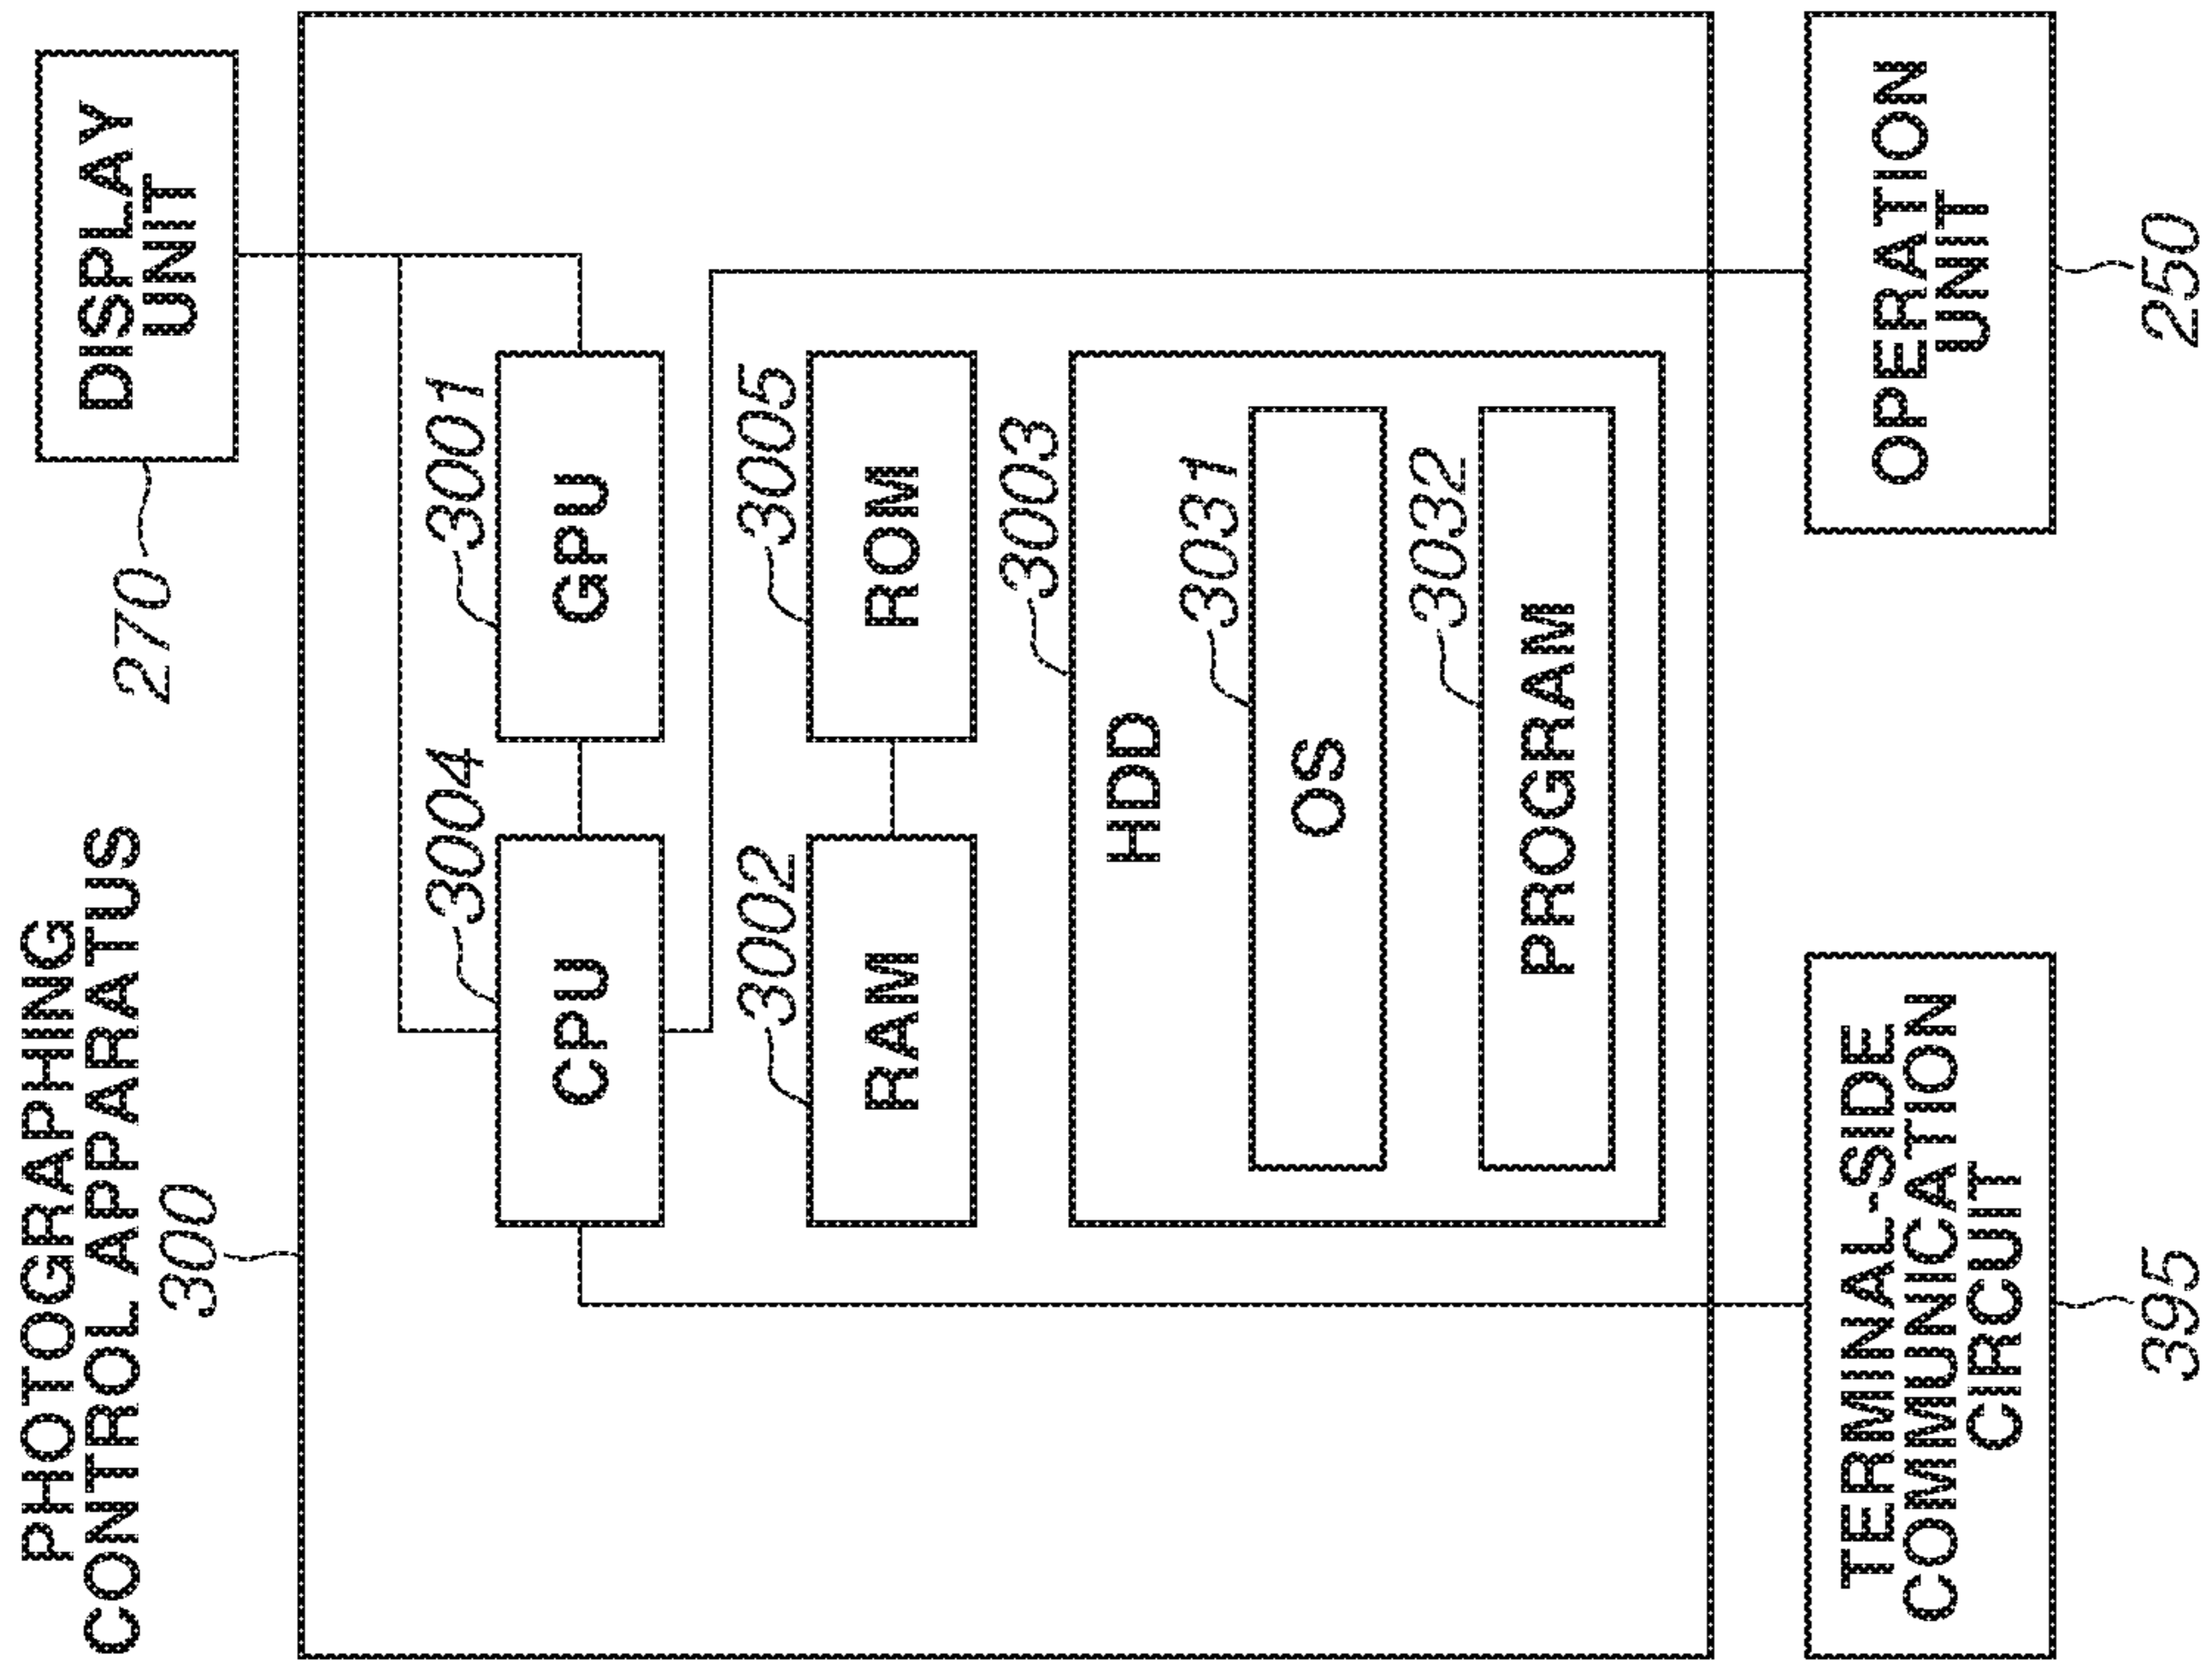 PHOTOGRAPHING
CONTROL APPARATUS
300
270
DISPLAY
UNIT
3004
CPU
3001
GPU
3002
RAM
3005
ROM
3003
HDD
3031
OS
3032
PROGRAM
TERMINAL-SIDE
COMMUNICATION
CIRCUIT
395
OPERATION
UNIT
250